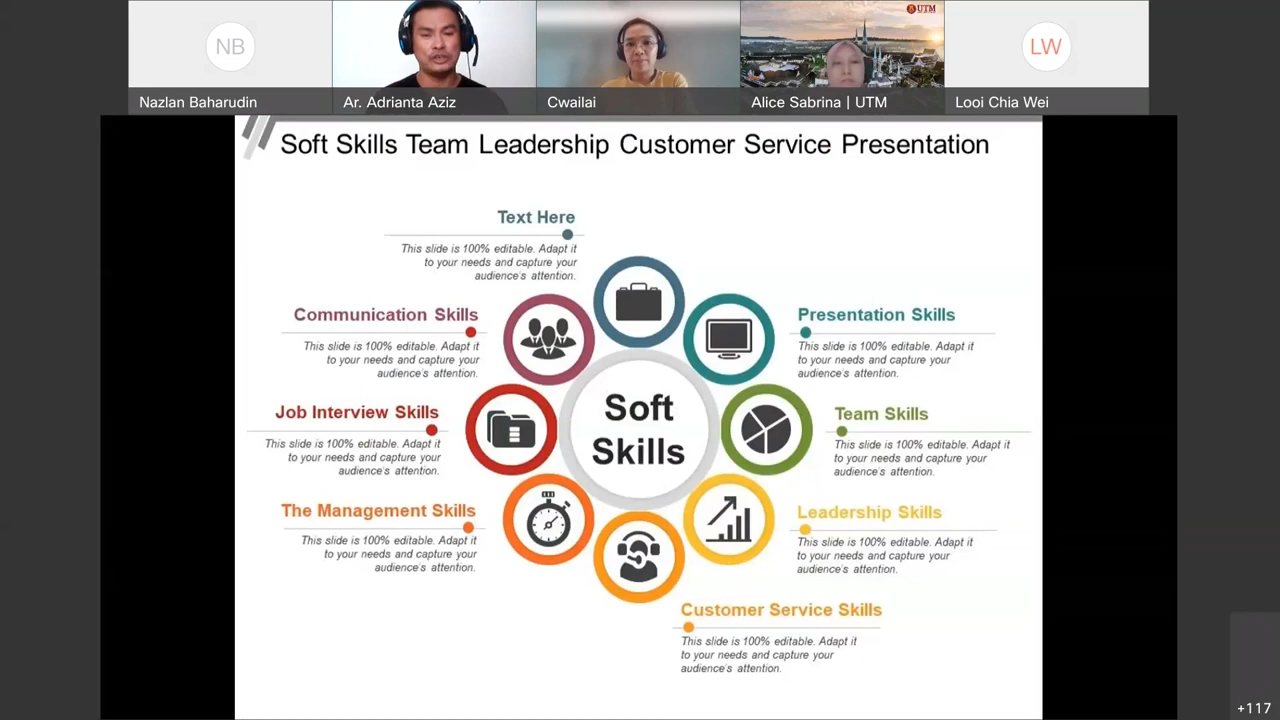 NB
UTM
LW
Nazlan Baharudin
Ar. Adrianta Aziz
Cwailai
Alice Sabrina | UTM
Looi Chia Wei
Soft Skills Team Leadership Customer Service Presentation
Text Here
This slide is 100% editable. Adapt it
to your needs and capture your
audience's attention.
Communication Skills
This slide is 100% editable. Adapt it
to your needs and capture your
audience's attention.
Presentation Skills
This slide is 100% editable. Adapt it
to your needs and capture your
audience's attention.
Job Interview Skills
This slide is 100% editable. Adapt it
to your needs and capture your
audience's attention.
Soft
Skills
Team Skills
This slide is 100% editable. Adapt it
to your needs and capture your
audience's attention.
The Management Skills
This slide is 100% editable. Adapt it
to your needs and capture your
audience's attention.
Leadership Skills
This slide is 100% editable. Adapt it
to your needs and capture your
audience's attention.
Customer Service Skills
This slide is 100% editable. Adapt it
to your needs and capture your
audience's attention.
+117